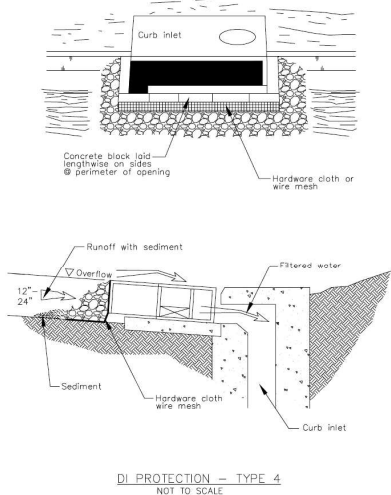 Curb inlet
Concrete block laid
lengthwise on sides
@ perimeter of opening
Hardware cloth or
wire mesh
Runoff with sediment
Overflow
Filtered water
12"-
24"
Sediment
Hardware cloth
wire mesh
Curb inlet
DI PROTECTION – TYPE 4
NOT TO SCALE